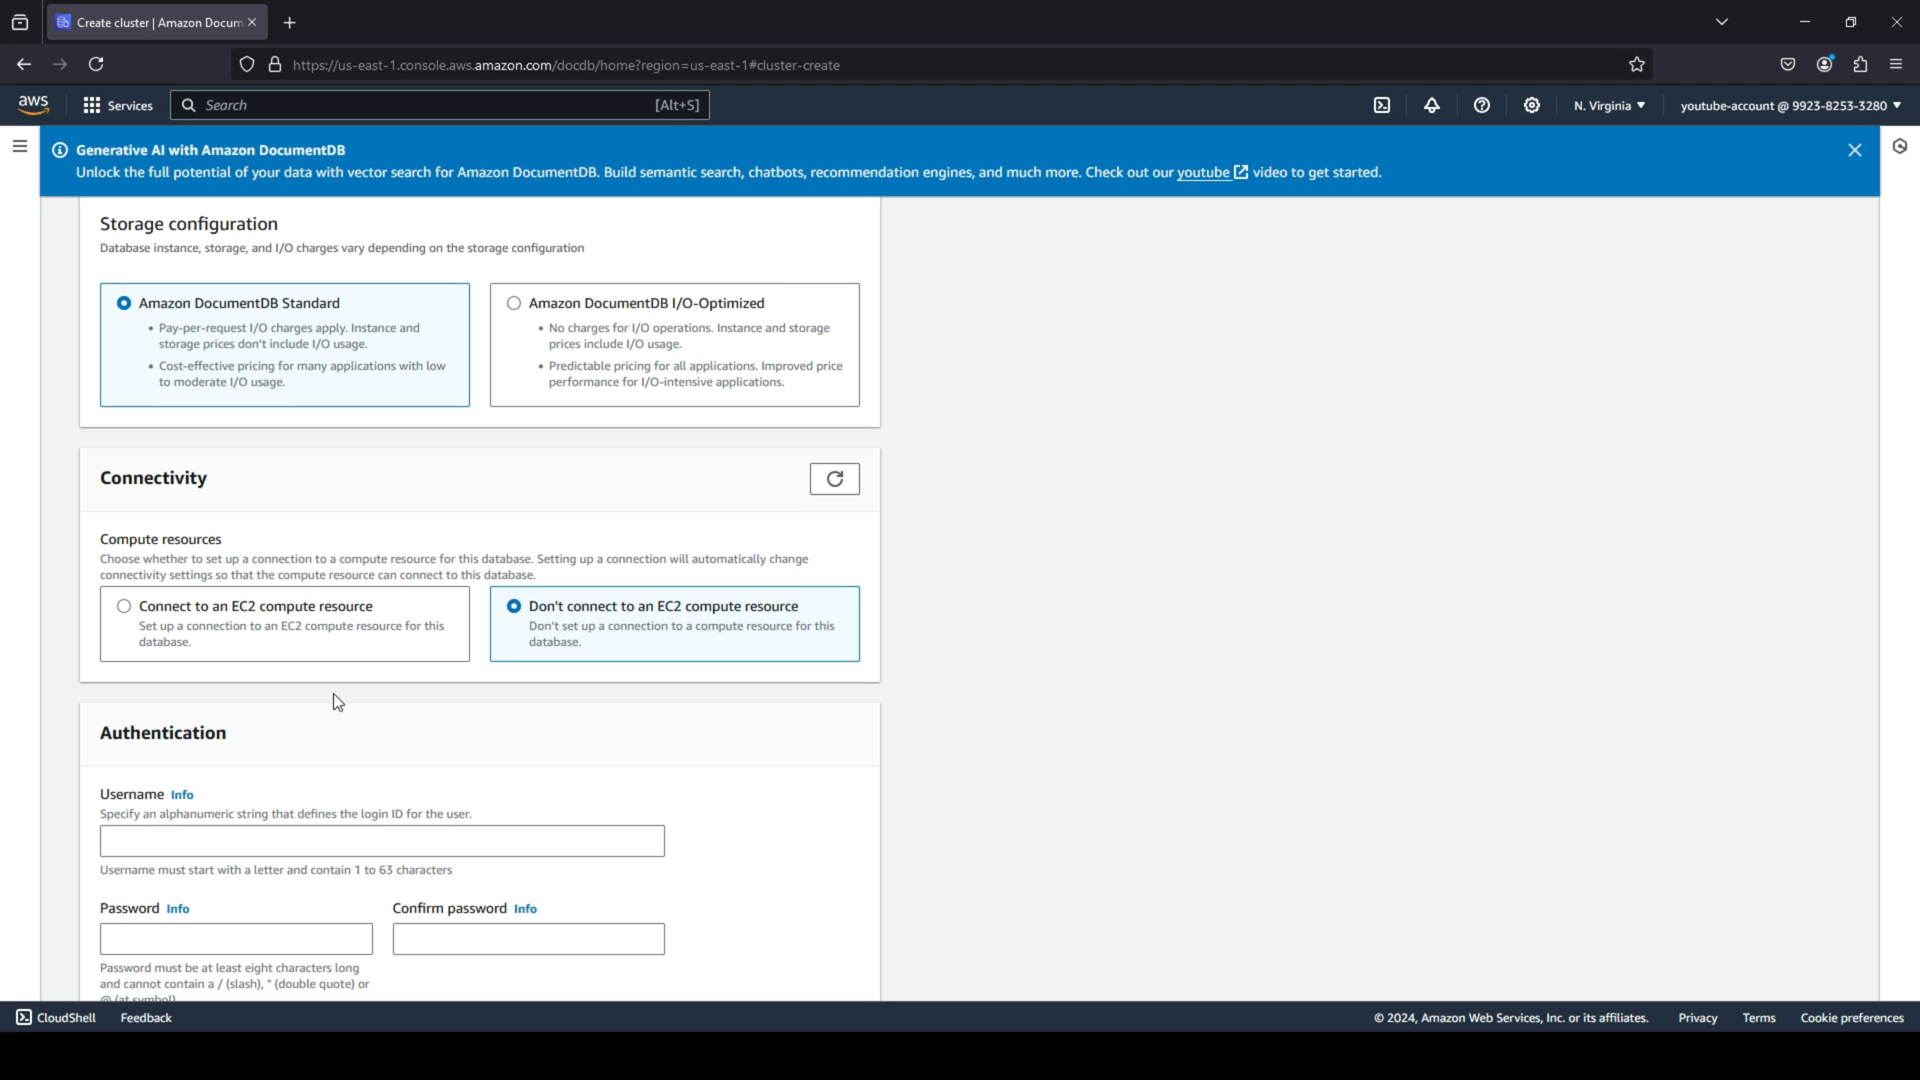 Create cluster | Amazon Docum
https://us-east-1.console.aws.amazon.com/docdb/home?region=us-east-1#cluster-create
aws
Services
Search
[Alt+S]
N. Virginia
youtube-account @ 9923-8253-3280
Generative AI with Amazon DocumentDB
Unlock the full potential of your data with vector search for Amazon DocumentDB. Build semantic search, chatbots, recommendation engines, and much more. Check out our youtube video to get started.
Storage configuration
Database instance, storage, and I/O charges vary depending on the storage configuration
Amazon DocumentDB Standard
• Pay-per-request I/O charges apply. Instance and
storage prices don't include I/O usage.
• Cost-effective pricing for many applications with low
to moderate I/O usage.
Amazon DocumentDB I/O-Optimized
• No charges for I/O operations. Instance and storage
prices include I/O usage.
• Predictable pricing for all applications. Improved price
performance for I/O-intensive applications.
Connectivity
Compute resources
Choose whether to set up a connection to a compute resource for this database. Setting up a connection will automatically change
connectivity settings so that the compute resource can connect to this database.
Connect to an EC2 compute resource
Set up a connection to an EC2 compute resource for this
database.
Don't connect to an EC2 compute resource
Don't set up a connection to a compute resource for this
database.
Authentication
Username Info
Specify an alphanumeric string that defines the login ID for the user.
Username must start with a letter and contain 1 to 63 characters
Password Info
Confirm password Info
Password must be at least eight characters long
and cannot contain a / (slash), " (double quote) or
@ (at symbol)
CloudShell
Feedback
© 2024, Amazon Web Services, Inc. or its affiliates.
Privacy
Terms
Cookie preferences